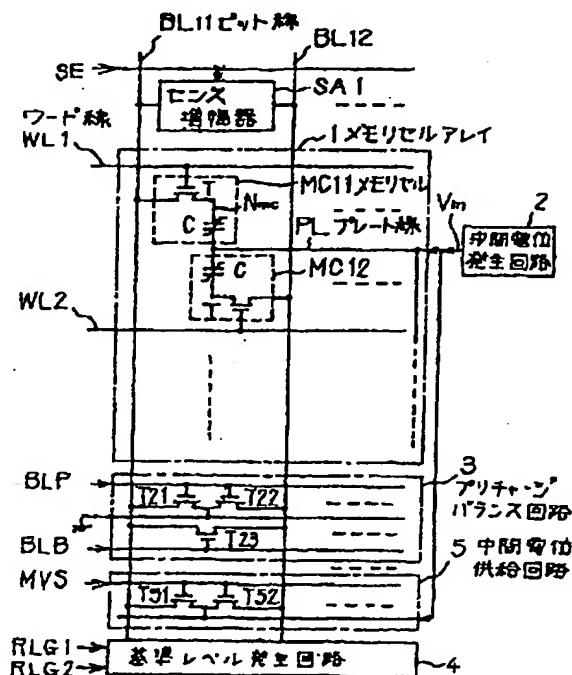 BL11ビット線
BL12
SE
センス
増幅器
SA1
ワード線
WL1
1メモリセルアレイ
T
MC11メモリセル
Nmc
C
PLプレート線
Vm
2
中間電位
発生回路
C
MC12
WL2
BLP
T21
T22
3
プリチャージ
バランス回路
T23
BLB
5 中間電位
供給回路
MVS
T51
T52
RLG1
RLG2
基準レベル発生回路
4